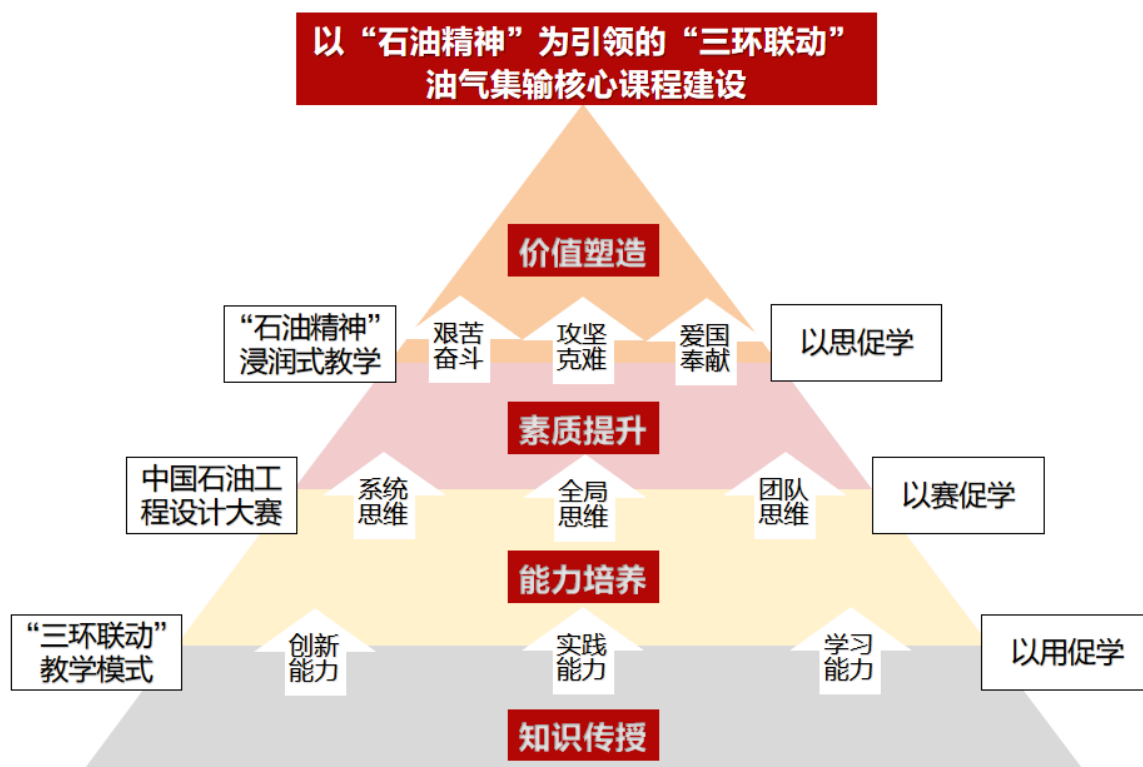 以“石油精神”为引领的“三环联动”
油气集输核心课程建设
价值塑造
“石油精神”
浸润式教学
艰苦
奋斗
攻坚
克难
爱国
奉献
以思促学
素质提升
中国石油工
程设计大赛
系统
思维
全局
思维
团队
思维
以赛促学
能力培养
“三环联动”
教学模式
创新
能力
实践
能力
学习
能力
以用促学
知识传授